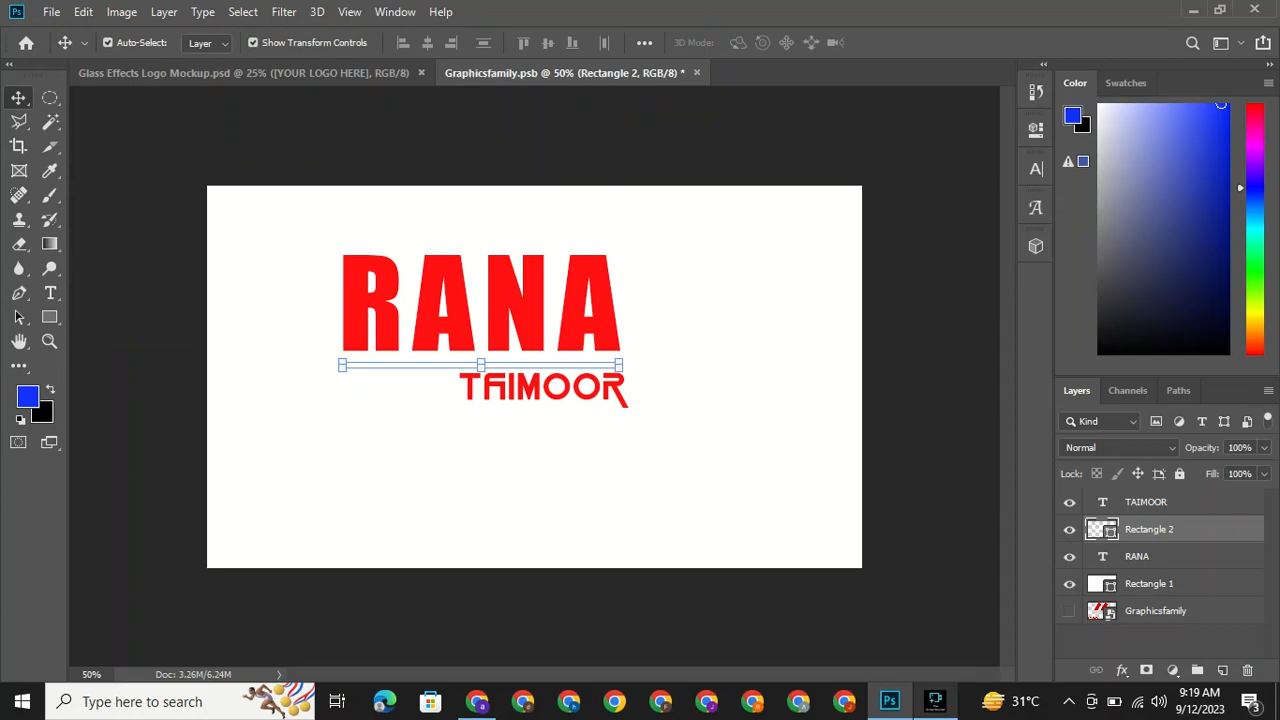 Ps File Edit Image Layer Type Select Filter 3D View Window Help
Auto-Select: Layer Show Transform Controls 3D Mode:
Glass Effects Logo Mockup.psd @ 25% ([YOUR LOGO HERE], RGB/8) Graphicsfamily.psb @ 50% (Rectangle 2, RGB/8) *
Color Swatches
RANA
TAIMOOR
Layers Channels Paths
Kind
Normal Opacity: 100%
Lock: Fill: 100%
TAIMOOR
Rectangle 2
RANA
Rectangle 1
Graphicsfamily
50% Doc: 3.26M/6.24M
Type here to search 31°C 9:19 AM
9/12/2023